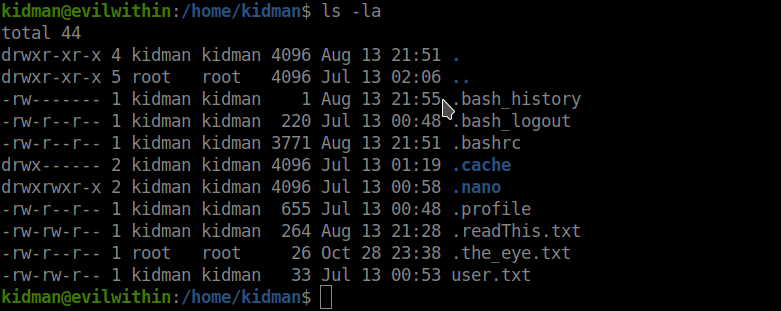 kidman@evilwithin:/home/kidman$ ls -la
total 44
drwxr-xr-x 4 kidman kidman 4096 Aug 13 21:51 .
drwxr-xr-x 5 root   root   4096 Jul 13 02:06 ..
-rw------- 1 kidman kidman    1 Aug 13 21:55 .bash_history
-rw-r--r-- 1 kidman kidman  220 Jul 13 00:48 .bash_logout
-rw-r--r-- 1 kidman kidman 3771 Aug 13 21:51 .bashrc
drwx------ 2 kidman kidman 4096 Jul 13 01:19 .cache
drwxrwxr-x 2 kidman kidman 4096 Jul 13 00:58 .nano
-rw-r--r-- 1 kidman kidman  655 Jul 13 00:48 .profile
-rw-rw-r-- 1 kidman kidman  264 Aug 13 21:28 .readThis.txt
-rw-r--r-- 1 root   root     26 Oct 28 23:38 .the_eye.txt
-rw-rw-r-- 1 kidman kidman   33 Jul 13 00:53 user.txt
kidman@evilwithin:/home/kidman$